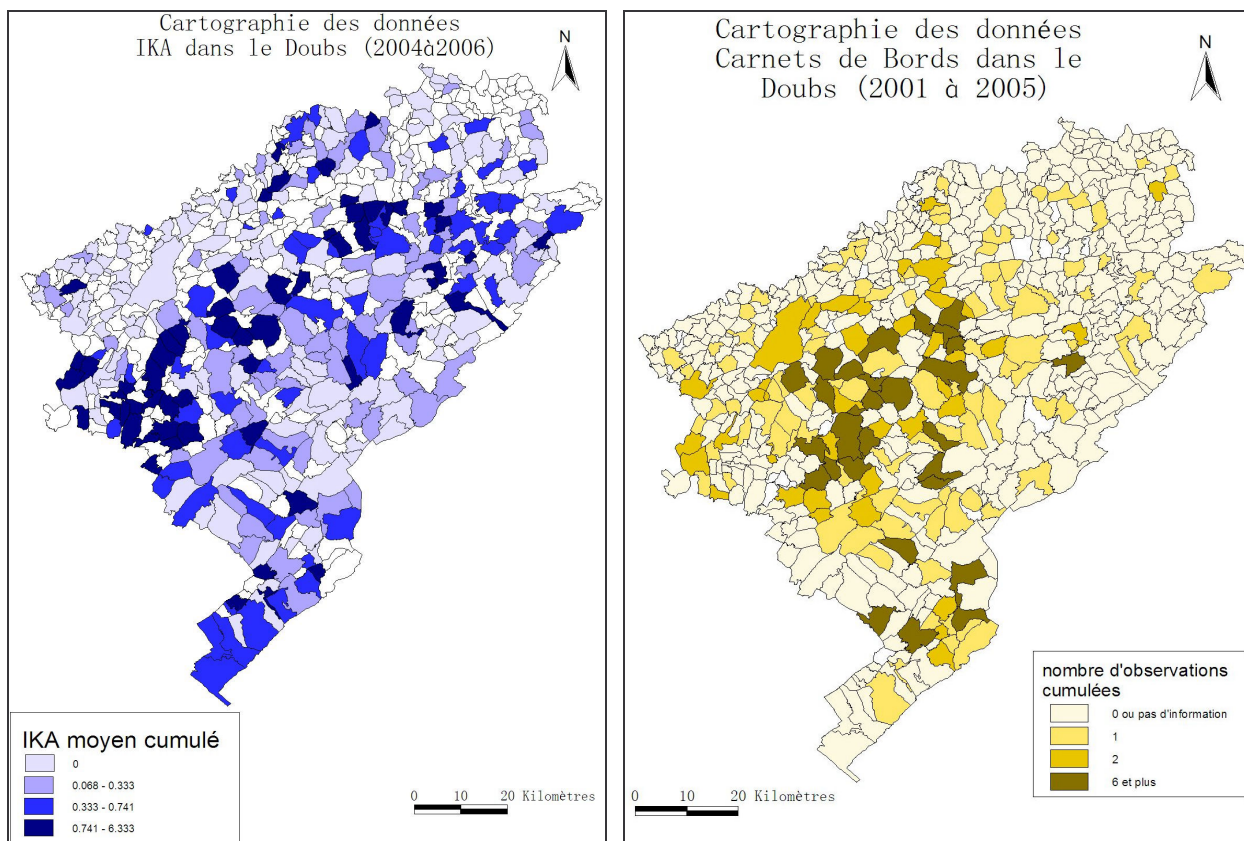 Cartographie des données
IKA dans le Doubs (2004à2006)
N
IKA moyen cumulé
0
0.068 - 0.333
0.333 - 0.741
0.741 - 6.333
0 10 20 Kilomètres
Cartographie des données
Carnets de Bords dans le
Doubs (2001 à 2005)
N
nombre d'observations
cumulées
0 ou pas d'information
1
2
6 et plus
0 10 20 Kilomètres